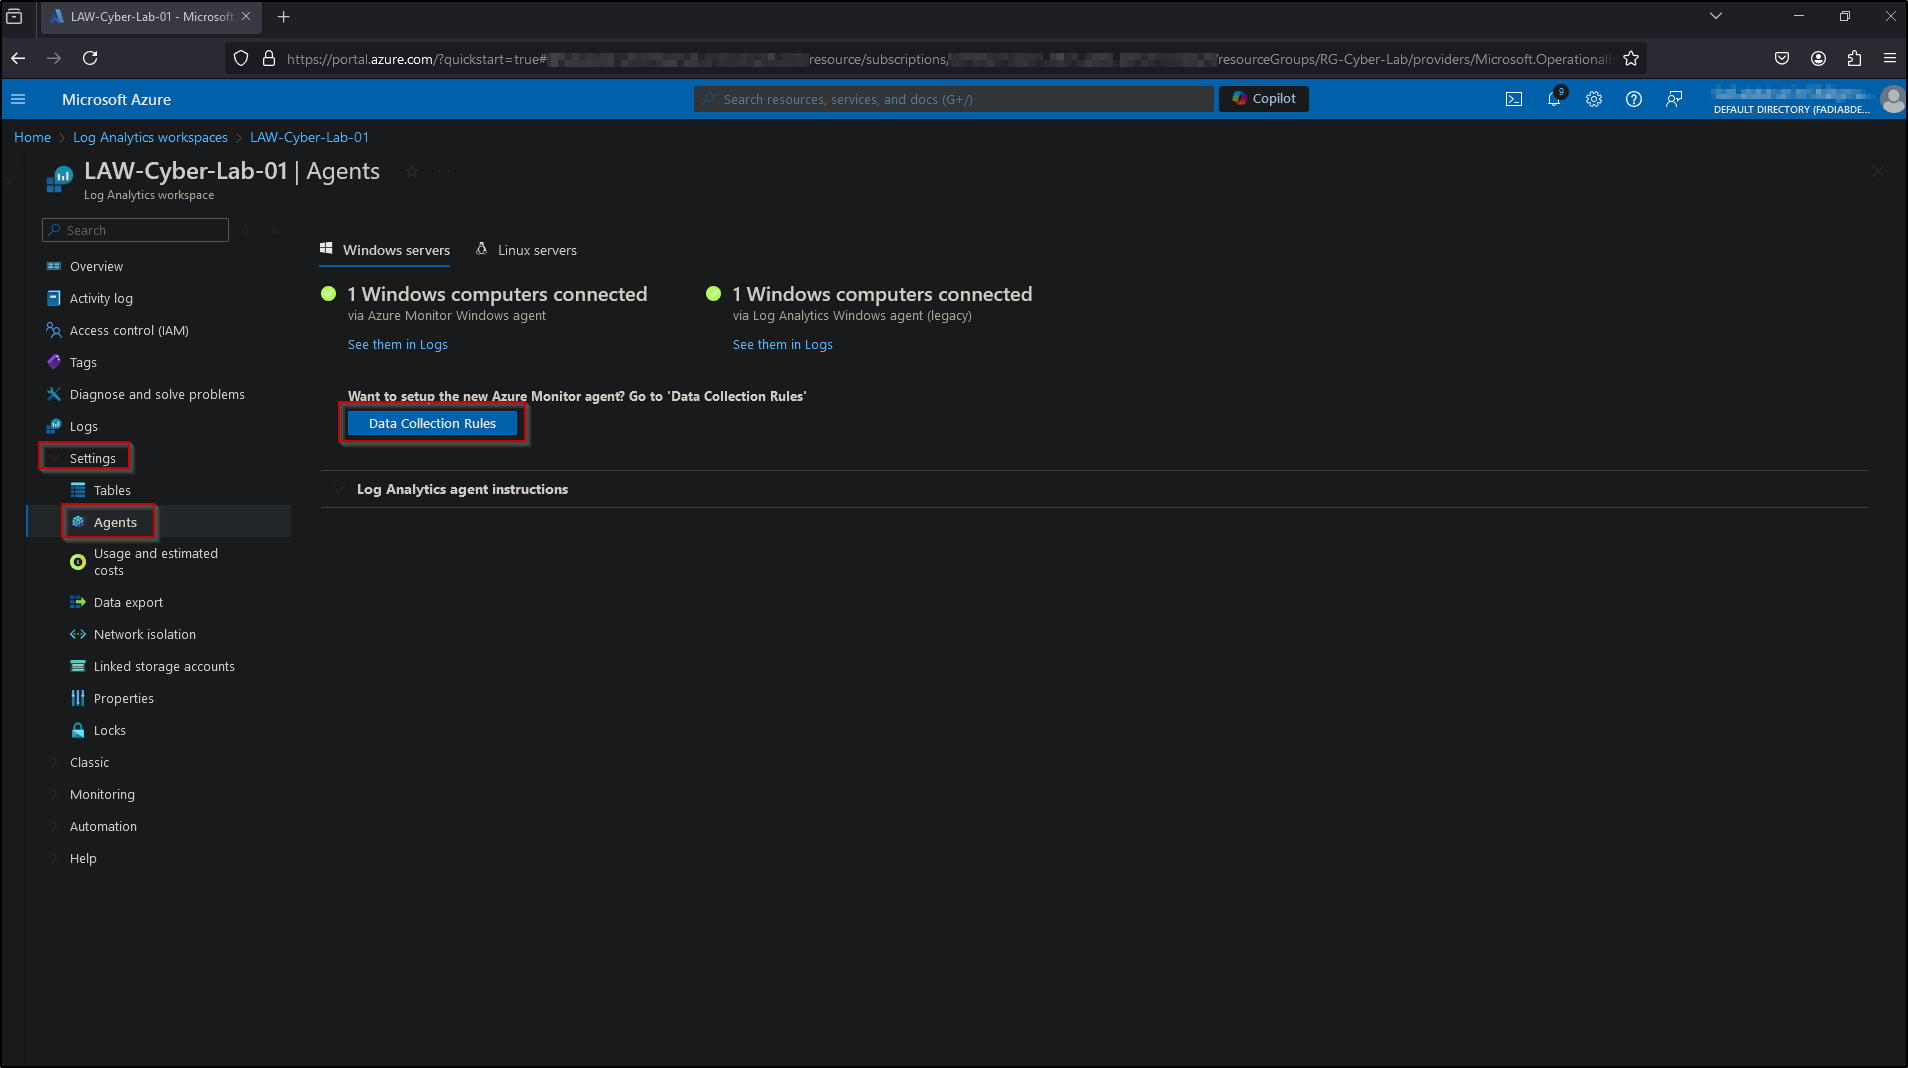 LAW-Cyber-Lab-01 - Microsoft
https://portal.azure.com/?quickstart=true# resource/subscriptions/ /resourceGroups/RG-Cyber-Lab/providers/Microsoft.Operational
Microsoft Azure
Search resources, services, and docs (G+/)
Copilot
9
DEFAULT DIRECTORY (FADIABDE...
Home > Log Analytics workspaces > LAW-Cyber-Lab-01
LAW-Cyber-Lab-01 | Agents
Log Analytics workspace
Search
Overview
Activity log
Access control (IAM)
Tags
Diagnose and solve problems
Logs
Settings
Tables
Agents
Usage and estimated
costs
Data export
Network isolation
Linked storage accounts
Properties
Locks
Classic
Monitoring
Automation
Help
Windows servers
Linux servers
1 Windows computers connected
via Azure Monitor Windows agent
See them in Logs
1 Windows computers connected
via Log Analytics Windows agent (legacy)
See them in Logs
Want to setup the new Azure Monitor agent? Go to 'Data Collection Rules'
Data Collection Rules
Log Analytics agent instructions